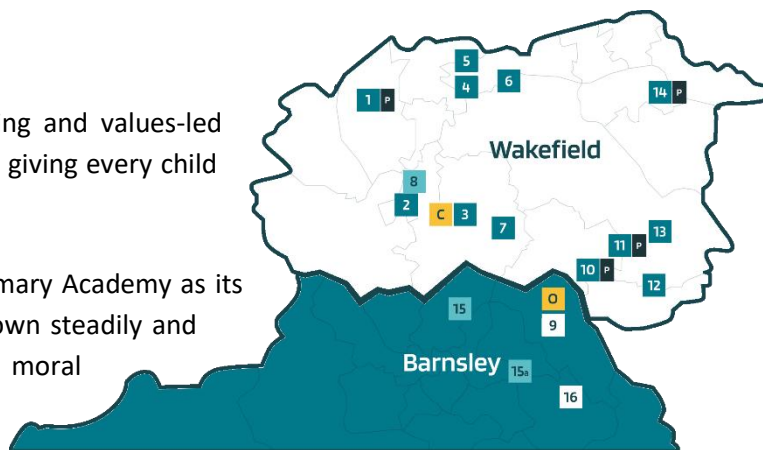 ing and values-led
giving every child
mary Academy as its
own steadily and
moral
5
4
6
1 P
14 P
Wakefield
8
2
C 3
7
13
11 P
10 P
12
O
9
15
Barnsley
15a
16